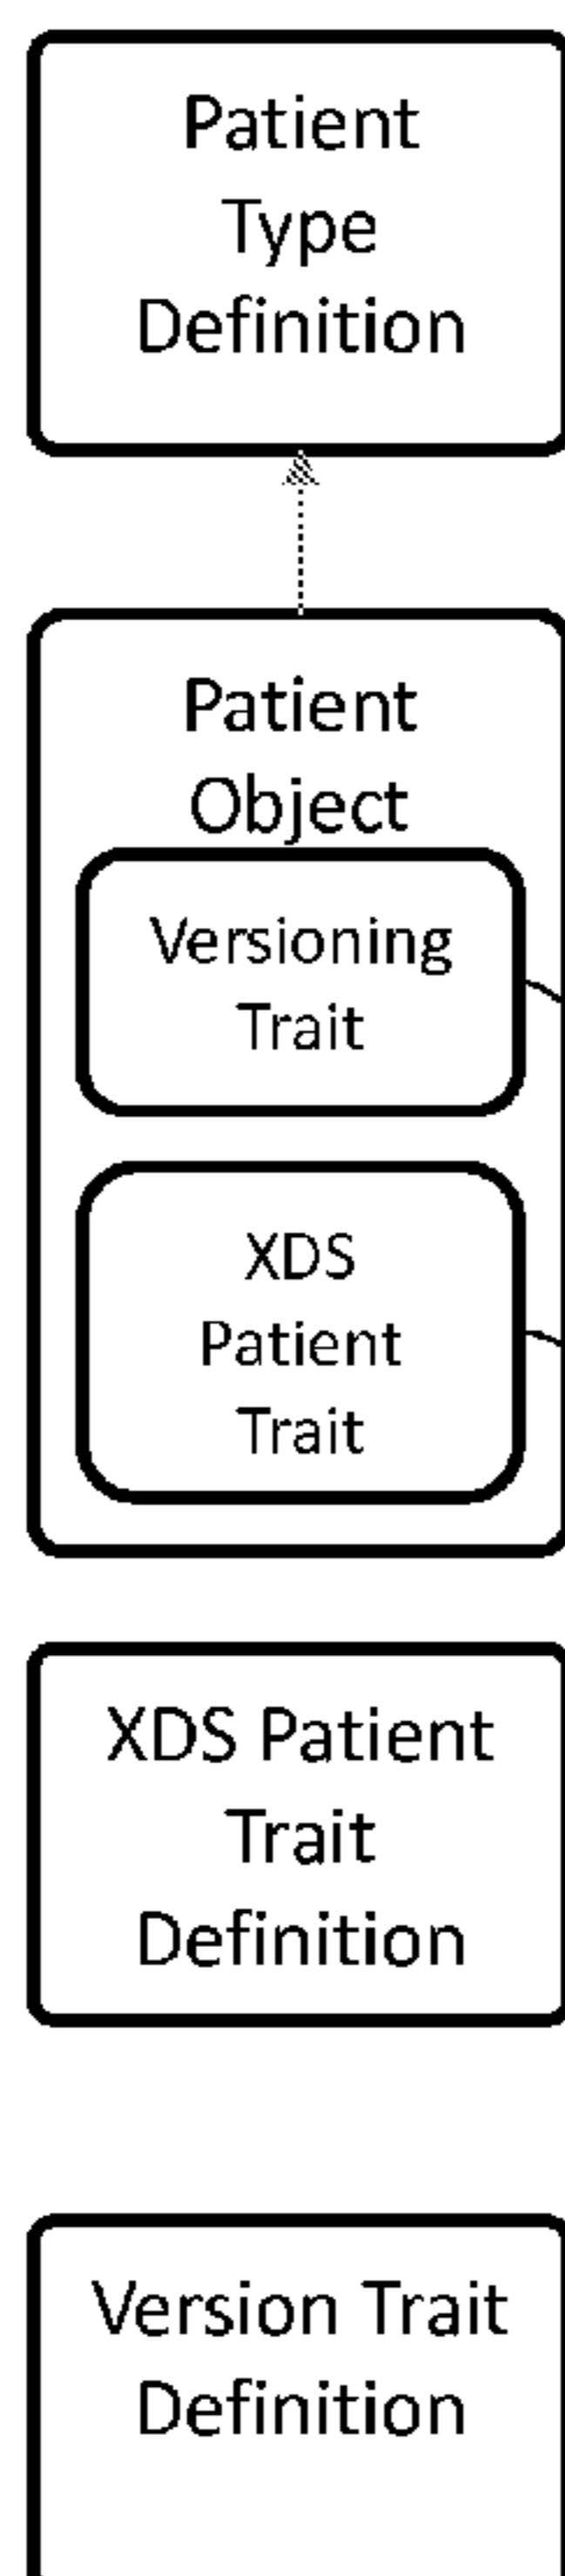 Patient
Type
Definition
Patient
Object
Versioning
Trait
XDS
Patient
Trait
XDS Patient
Trait
Definition
Version Trait
Definition